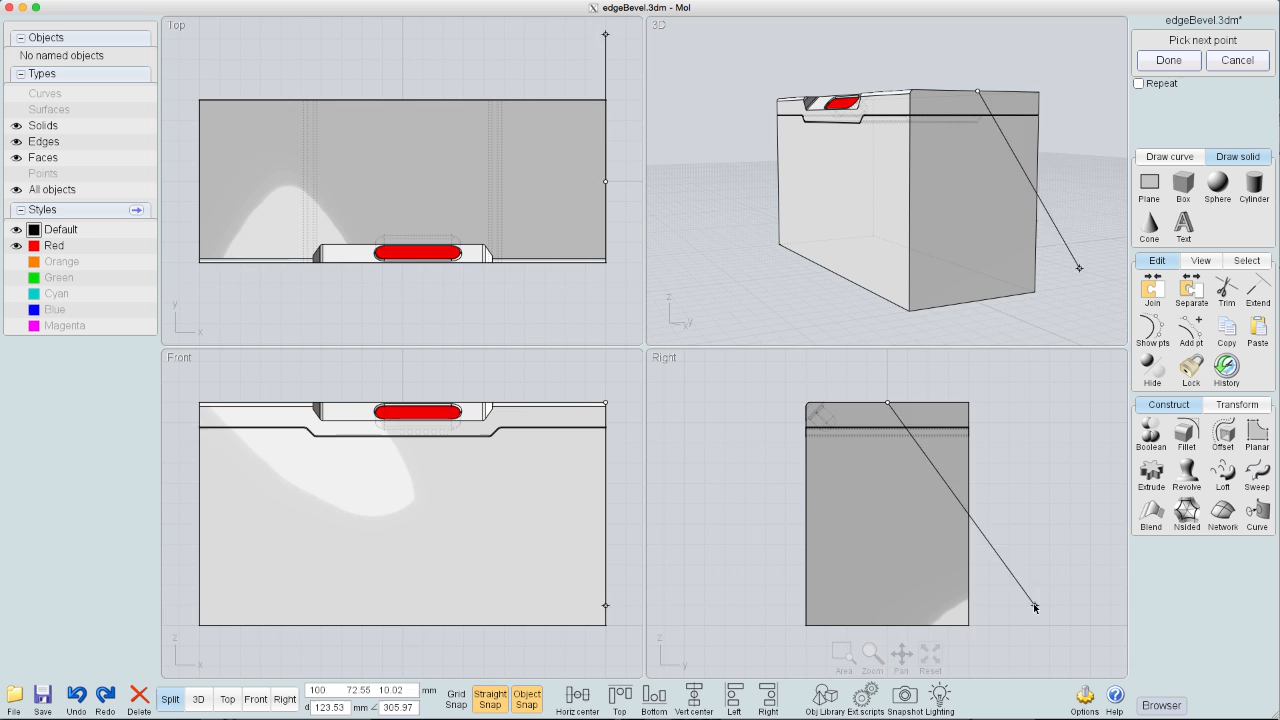 edgeBevel.3dm - MoI
Objects
No named objects
Types
Curves
Surfaces
Solids
Edges
Faces
Points
All objects
Styles
Default
Red
Orange
Green
Cyan
Blue
Magenta
Top
y
x
3D
z
x
y
Front
z
x
Right
z
y
Area
Zoom
Pan
Reset
edgeBevel.3dm*
Pick next point
Done
Cancel
Repeat
Draw curve
Draw solid
Plane
Box
Sphere
Cylinder
Cone
Text
Edit
View
Select
Join
Separate
Trim
Extend
Show pts
Add pt
Copy
Paste
Hide
Lock
History
Construct
Transform
Boolean
Fillet
Offset
Planar
Extrude
Revolve
Loft
Sweep
Blend
Nsided
Network
Curve
File
Save
Undo
Redo
Delete
Split
3D
Top
Front
Right
100 72.55 10.02 mm
d 123.53 mm ∠ 305.97
Grid Snap
Straight Snap
Object Snap
Horiz center
Top
Bottom
Vert center
Left
Right
Obj Library
Ext.scripts
Snapshot
Lighting
Options
Help
Browser